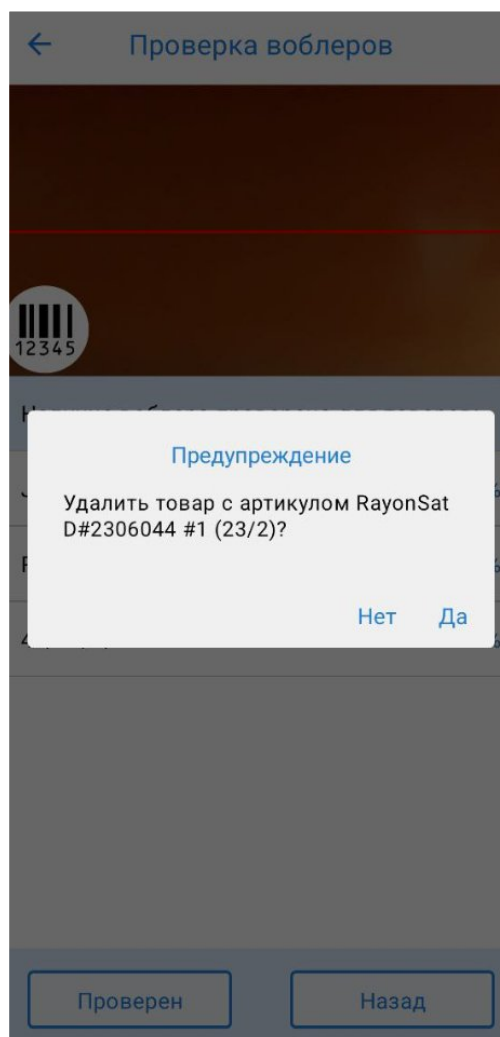 Проверка воблеров
12345
Предупреждение
Удалить товар с артикулом RayonSat
D#2306044 #1 (23/2)?
Нет Да
Проверен Назад